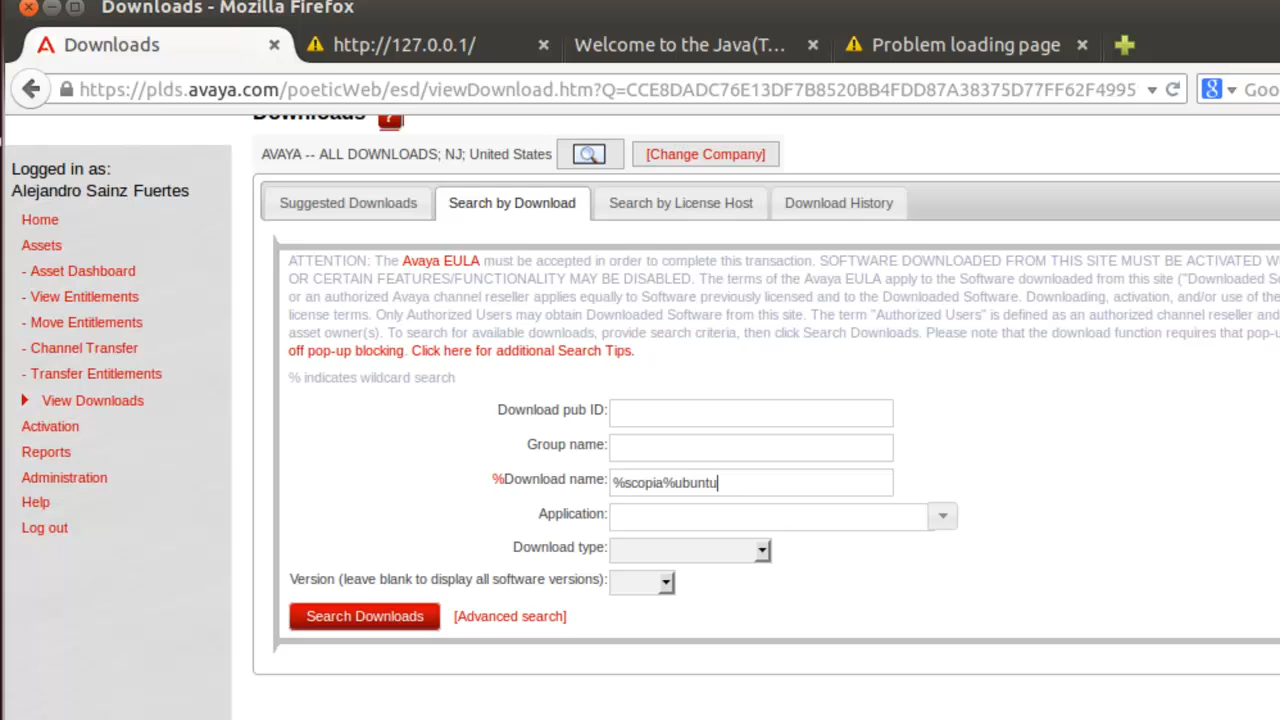 Downloads - Mozilla Firefox
Downloads
http://127.0.0.1/
Welcome to the Java(T...
Problem loading page
https://plds.avaya.com/poeticWeb/esd/viewDownload.htm?Q=CCE8DADC76E13DF7B8520BB4FDD87A38375D77FF62F4995
8 Goo
Downloads ?
AVAYA -- ALL DOWNLOADS; NJ; United States
[Change Company]
Logged in as:
Alejandro Sainz Fuertes
Home
Assets
- Asset Dashboard
- View Entitlements
- Move Entitlements
- Channel Transfer
- Transfer Entitlements
View Downloads
Activation
Reports
Administration
Help
Log out
Suggested Downloads
Search by Download
Search by License Host
Download History
ATTENTION: The Avaya EULA must be accepted in order to complete this transaction. SOFTWARE DOWNLOADED FROM THIS SITE MUST BE ACTIVATED W
OR CERTAIN FEATURES/FUNCTIONALITY MAY BE DISABLED. The terms of the Avaya EULA apply to the Software downloaded from this site ("Downloaded So
or an authorized Avaya channel reseller applies equally to Software previously licensed and to the Downloaded Software. Downloading, activation, and/or use of the
license terms. Only Authorized Users may obtain Downloaded Software from this site. The term "Authorized Users" is defined as an authorized channel reseller and
asset owner(s). To search for available downloads, provide search criteria, then click Search Downloads. Please note that the download function requires that pop-u
off pop-up blocking. Click here for additional Search Tips.
% indicates wildcard search
Download pub ID:
Group name:
%Download name: %scopia%ubuntu
Application:
Download type:
Version (leave blank to display all software versions):
Search Downloads
[Advanced search]